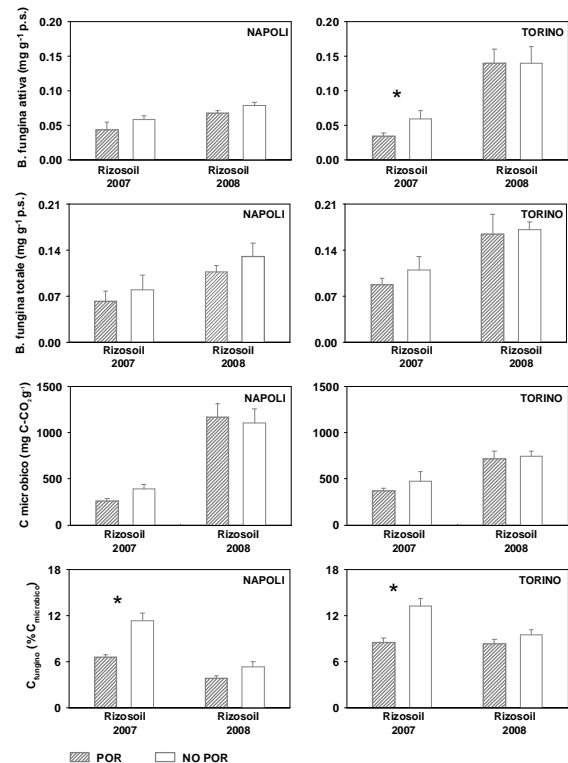 B. fungina attiva (mg g-1 p.s.)
0.20
0.15
0.10
0.05
0.00
NAPOLI
Rizosoil
2007
Rizosoil
2008
0.20
0.15
0.10
0.05
0.00
TORINO
*
Rizosoil
2007
Rizosoil
2008
B. fungina totale (mg g-1 p.s.)
0.21
0.14
0.07
0.00
NAPOLI
Rizosoil
2007
Rizosoil
2008
0.21
0.14
0.07
0.00
TORINO
Rizosoil
2007
Rizosoil
2008
C microbico (mg C-CO2 g-1)
1500
1000
500
0
NAPOLI
Rizosoil
2007
Rizosoil
2008
1500
1000
500
0
TORINO
Rizosoil
2007
Rizosoil
2008
Cfungino (% Cmicrobico)
18
12
6
0
NAPOLI
*
Rizosoil
2007
Rizosoil
2008
18
12
6
0
TORINO
*
Rizosoil
2007
Rizosoil
2008
POR
NO POR